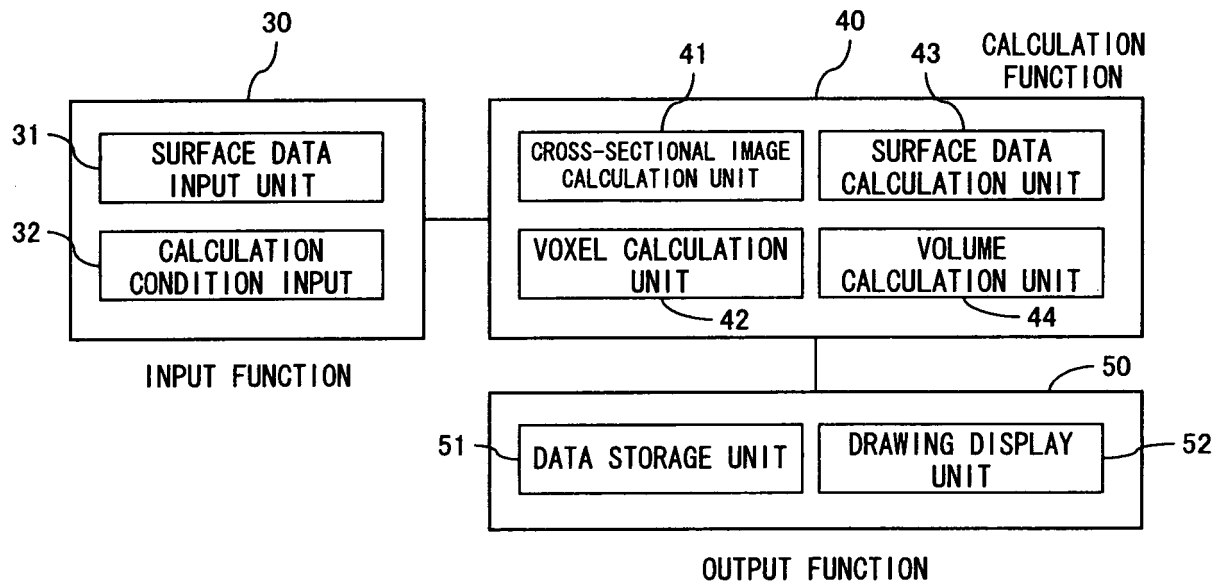 30
31
SURFACE DATA
INPUT UNIT
32
CALCULATION
CONDITION INPUT
INPUT FUNCTION
40
CALCULATION
FUNCTION
41
CROSS-SECTIONAL IMAGE
CALCULATION UNIT
43
SURFACE DATA
CALCULATION UNIT
VOXEL CALCULATION
UNIT
42
VOLUME
CALCULATION UNIT
44
50
51
DATA STORAGE UNIT
DRAWING DISPLAY
UNIT
52
OUTPUT FUNCTION